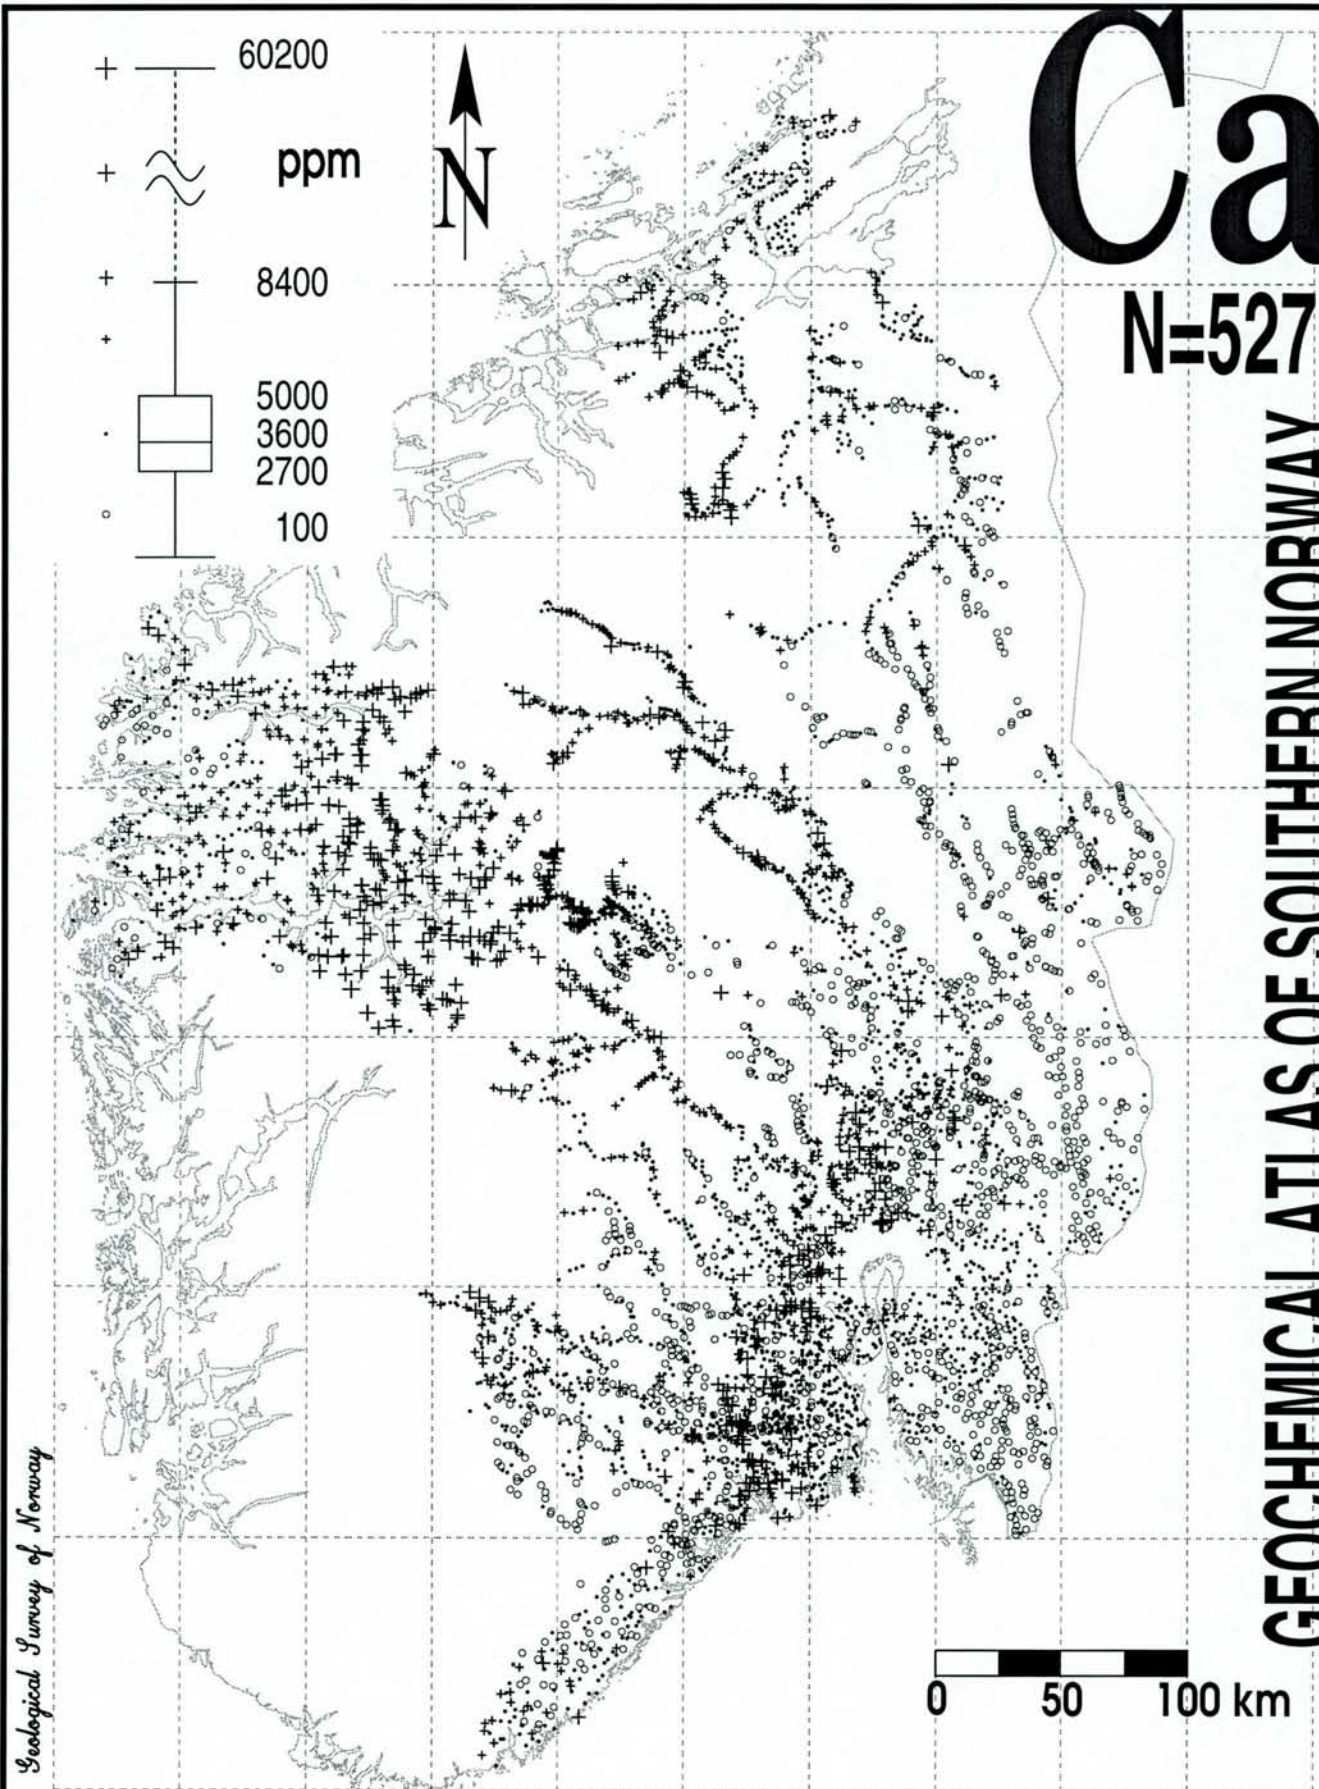 60200
ppm
8400
5000
3600
2700
100
N
Ca
N=527
GEOCHEMICAL ATLAS OF SOUTHERN NORWAY
Geological Survey of Norway
0 50 100 km